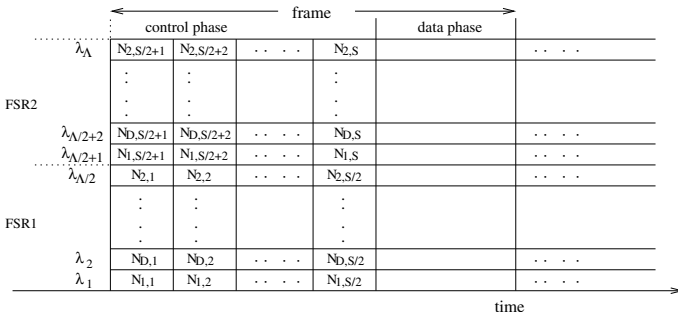 frame
control phase data phase
λΛ N2,S/2+1 N2,S/2+2 . . . . N2,S . . . .
FSR2
λΛ/2+2 ND,S/2+1 ND,S/2+2 . . . . ND,S . . . .
λΛ/2+1 N1,S/2+1 N1,S/2+2 . . . . N1,S . . . .
λΛ/2 N2,1 N2,2 . . . . N2,S/2 . . . .
FSR1
λ2 ND,1 ND,2 . . . . ND,S/2 . . . .
λ1 N1,1 N1,2 . . . . N1,S/2 . . . .
time